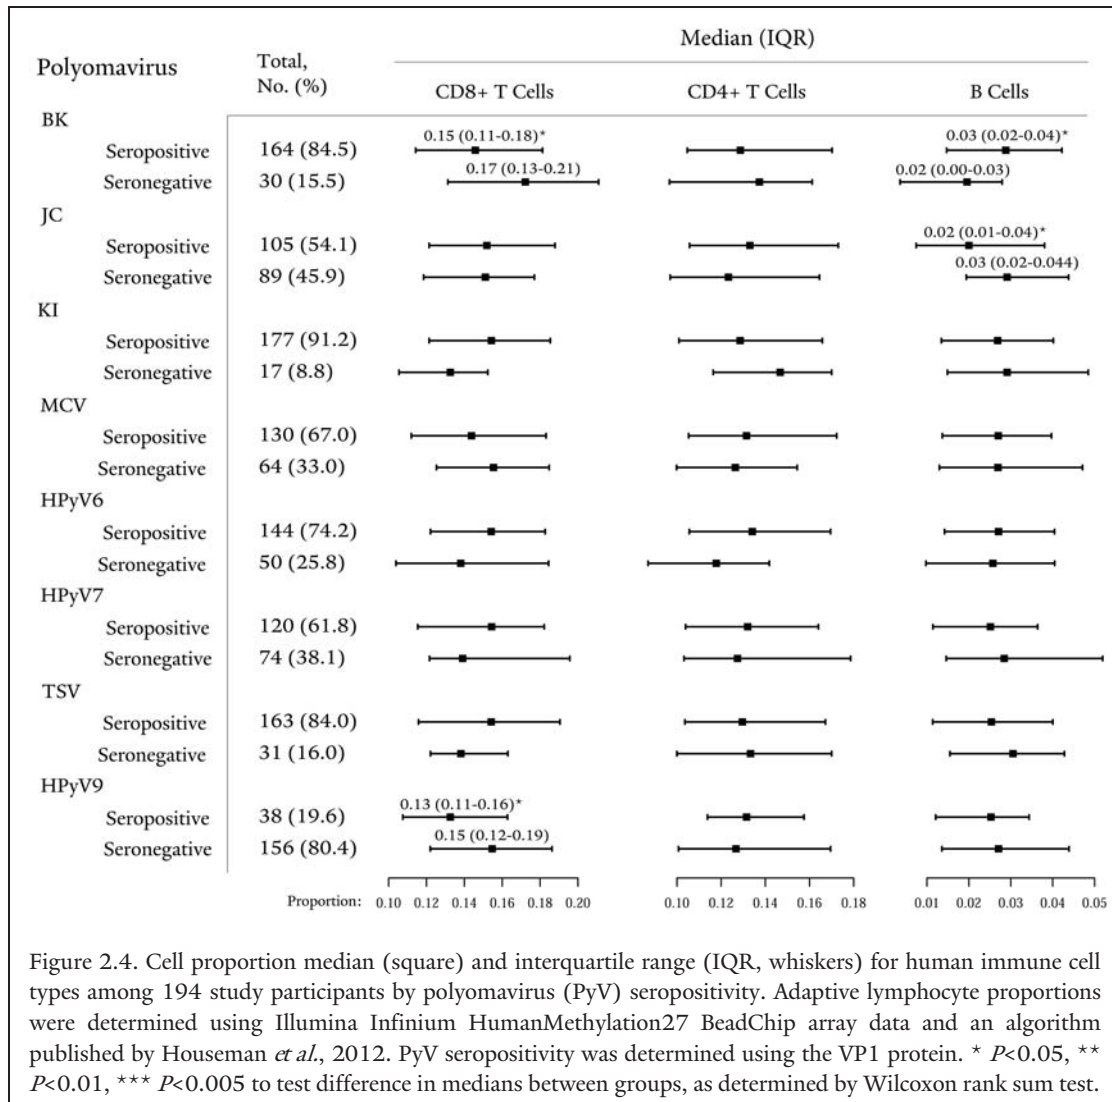 Median (IQR)
Polyomavirus Total, No. (%) CD8+ T Cells CD4+ T Cells B Cells
BK
0.15 (0.11-0.18)* 0.03 (0.02-0.04)*
Seropositive 164 (84.5)
0.17 (0.13-0.21) 0.02 (0.00-0.03)
Seronegative 30 (15.5)
JC
0.02 (0.01-0.04)*
Seropositive 105 (54.1)
0.03 (0.02-0.044)
Seronegative 89 (45.9)
KI
Seropositive 177 (91.2)
Seronegative 17 (8.8)
MCV
Seropositive 130 (67.0)
Seronegative 64 (33.0)
HPyV6
Seropositive 144 (74.2)
Seronegative 50 (25.8)
HPyV7
Seropositive 120 (61.8)
Seronegative 74 (38.1)
TSV
Seropositive 163 (84.0)
Seronegative 31 (16.0)
HPyV9
0.13 (0.11-0.16)*
Seropositive 38 (19.6)
0.15 (0.12-0.19)
Seronegative 156 (80.4)
Proportion: 0.10 0.12 0.14 0.16 0.18 0.20 0.10 0.12 0.14 0.16 0.18 0.01 0.02 0.03 0.04 0.05
Figure 2.4. Cell proportion median (square) and interquartile range (IQR, whiskers) for human immune cell
types among 194 study participants by polyomavirus (PyV) seropositivity. Adaptive lymphocyte proportions
were determined using Illumina Infinium HumanMethylation27 BeadChip array data and an algorithm
published by Houseman et al., 2012. PyV seropositivity was determined using the VP1 protein. * P<0.05, **
P<0.01, *** P<0.005 to test difference in medians between groups, as determined by Wilcoxon rank sum test.